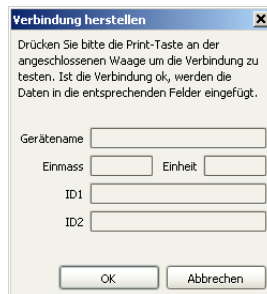 Verbindung herstellen
Drücken Sie bitte die Print-Taste an der
angeschlossenen Waage um die Verbindung zu
testen. Ist die Verbindung ok, werden die
Daten in die entsprechenden Felder eingefügt.
Gerätename
Einmass Einheit
ID1
ID2
OK Abbrechen